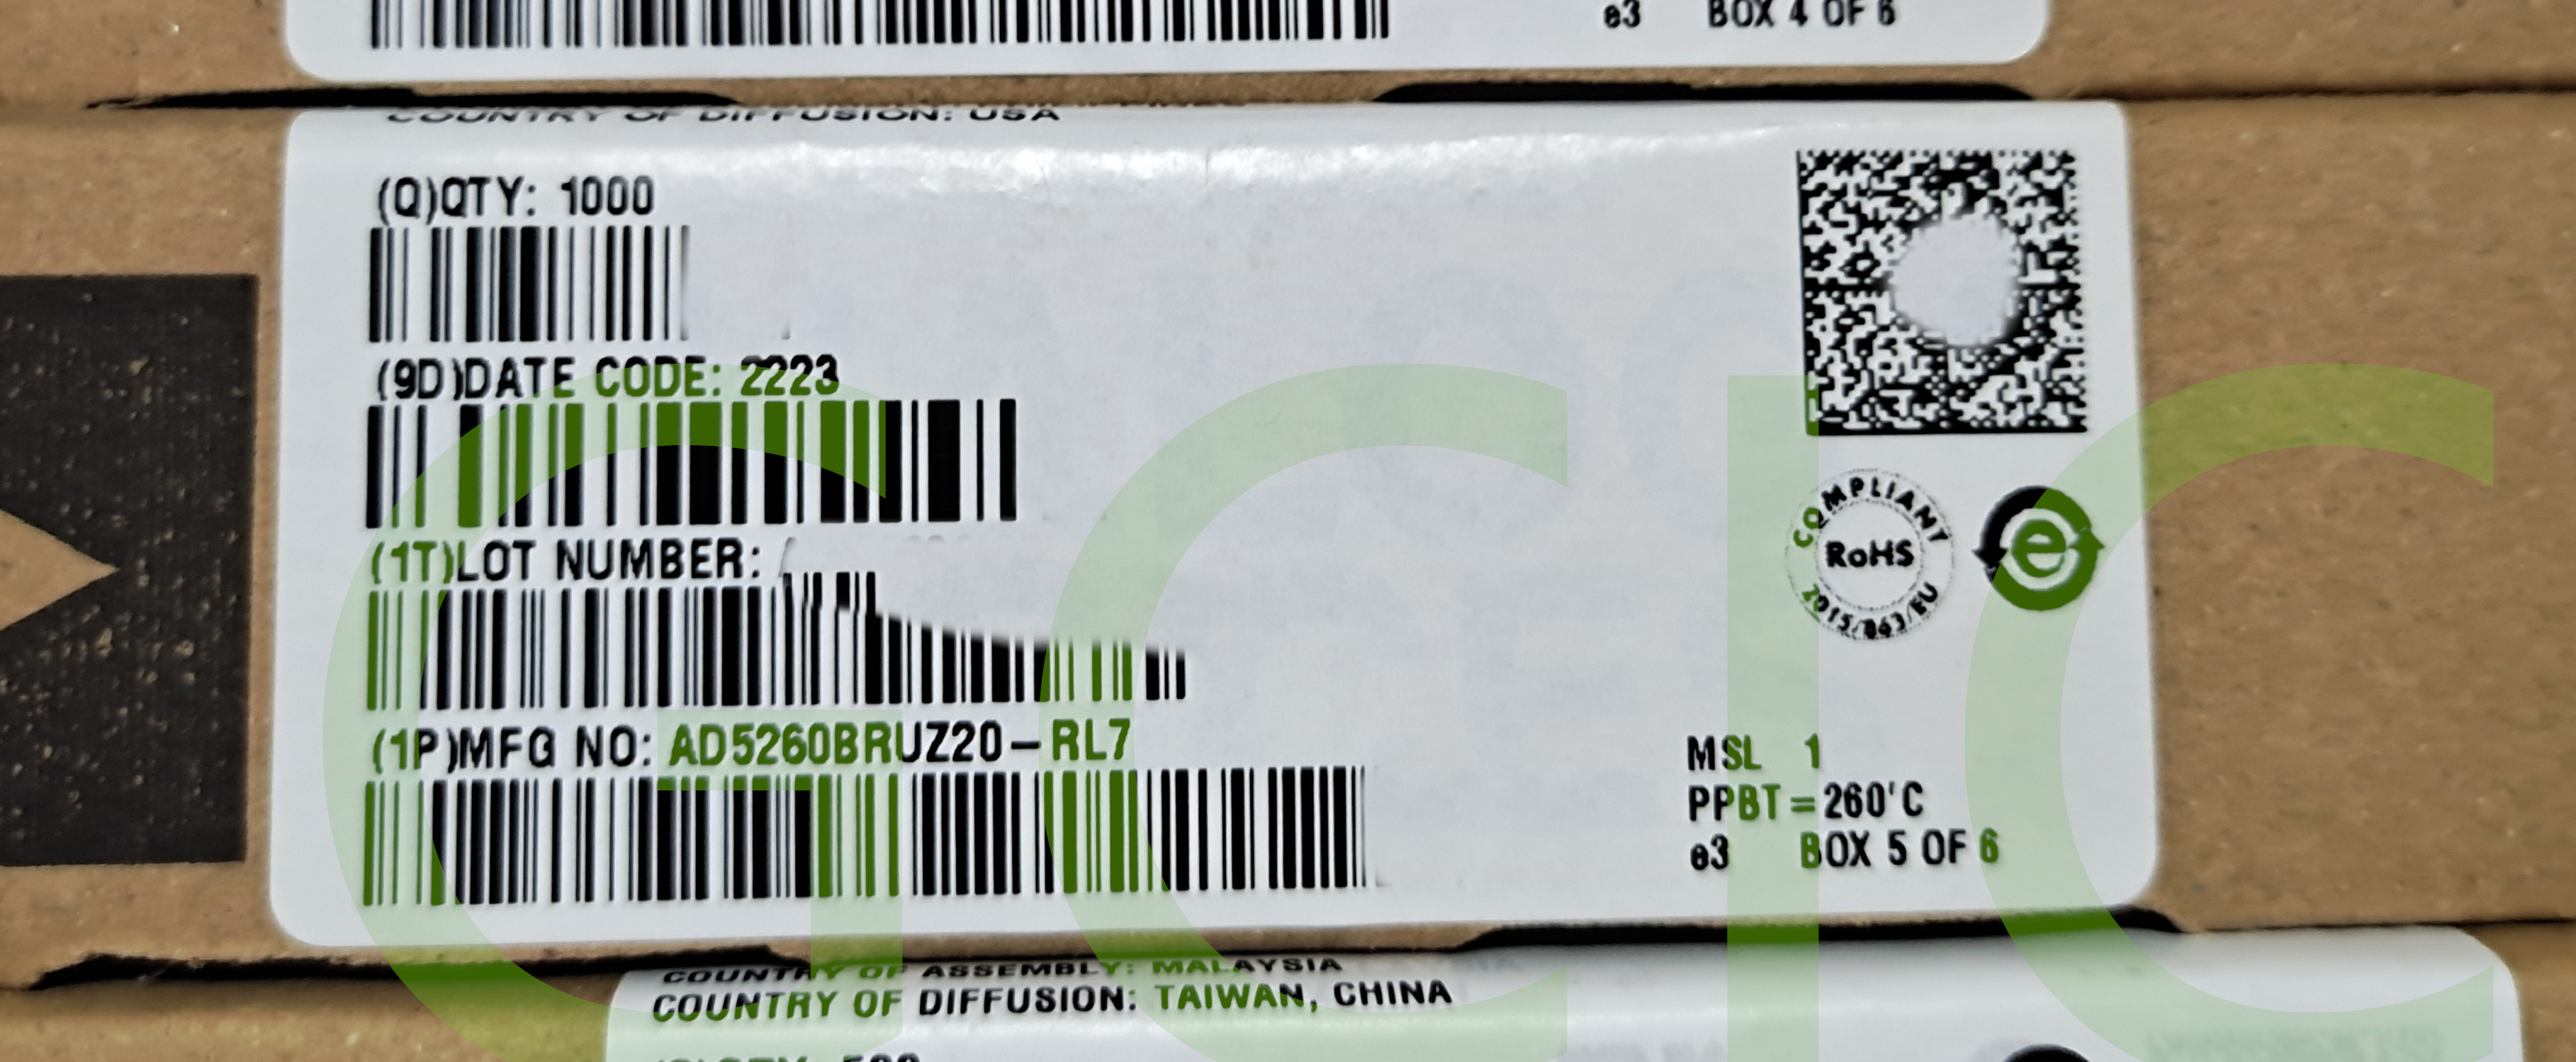 e3 BOX 4 OF 6
COUNTRY OF DIFFUSION: USA
(Q)QTY: 1000
(9D)DATE CODE: 2223
(1T)LOT NUMBER:
(1P)MFG NO: AD5260BRUZ20-RL7
COMPLIANT
RoHS
2015/863/EU
e
MSL 1
PPBT=260'C
e3 BOX 5 OF 6
COUNTRY OF ASSEMBLY: MALAYSIA
COUNTRY OF DIFFUSION: TAIWAN, CHINA
GCIC